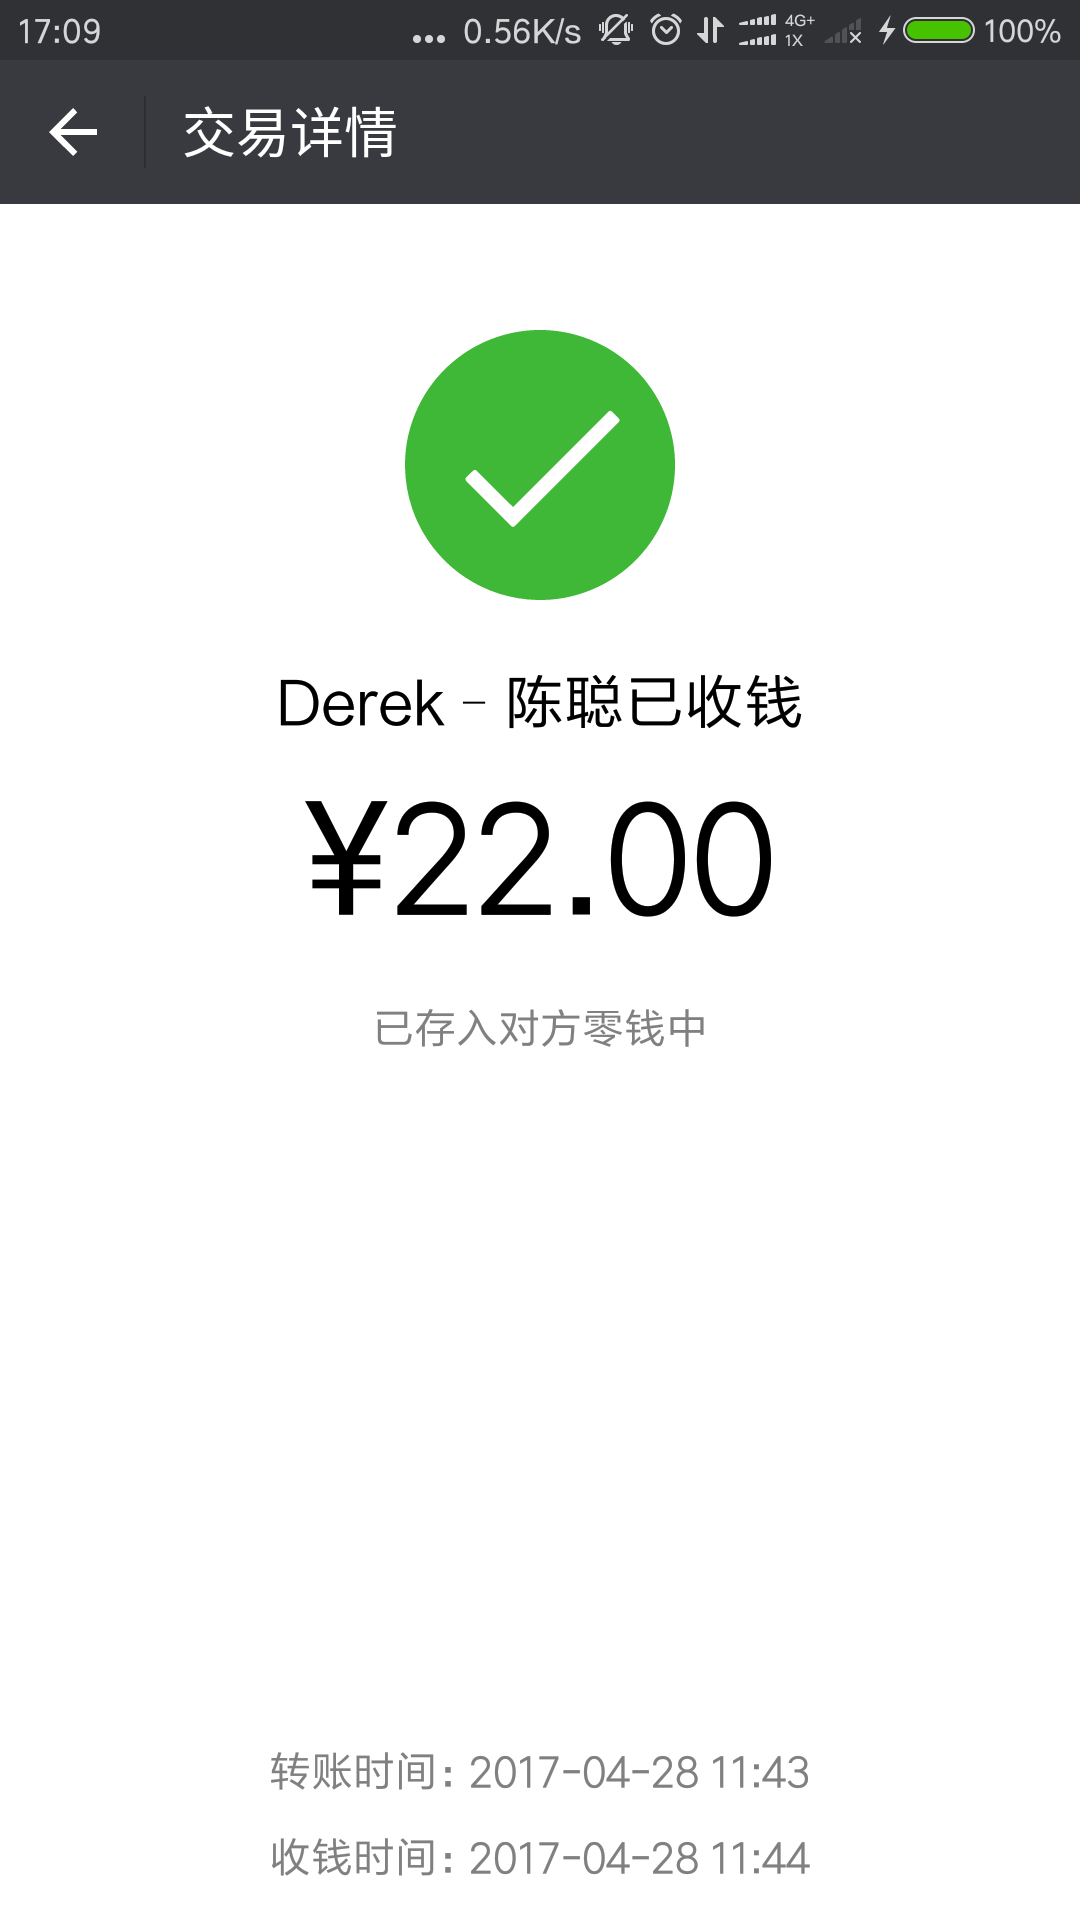 17:09 ... 0.56K/s 4G+ 1X 100%
交易详情
Derek - 陈聪已收钱
¥22.00
已存入对方零钱中
转账时间：2017-04-28 11:43
收钱时间：2017-04-28 11:44